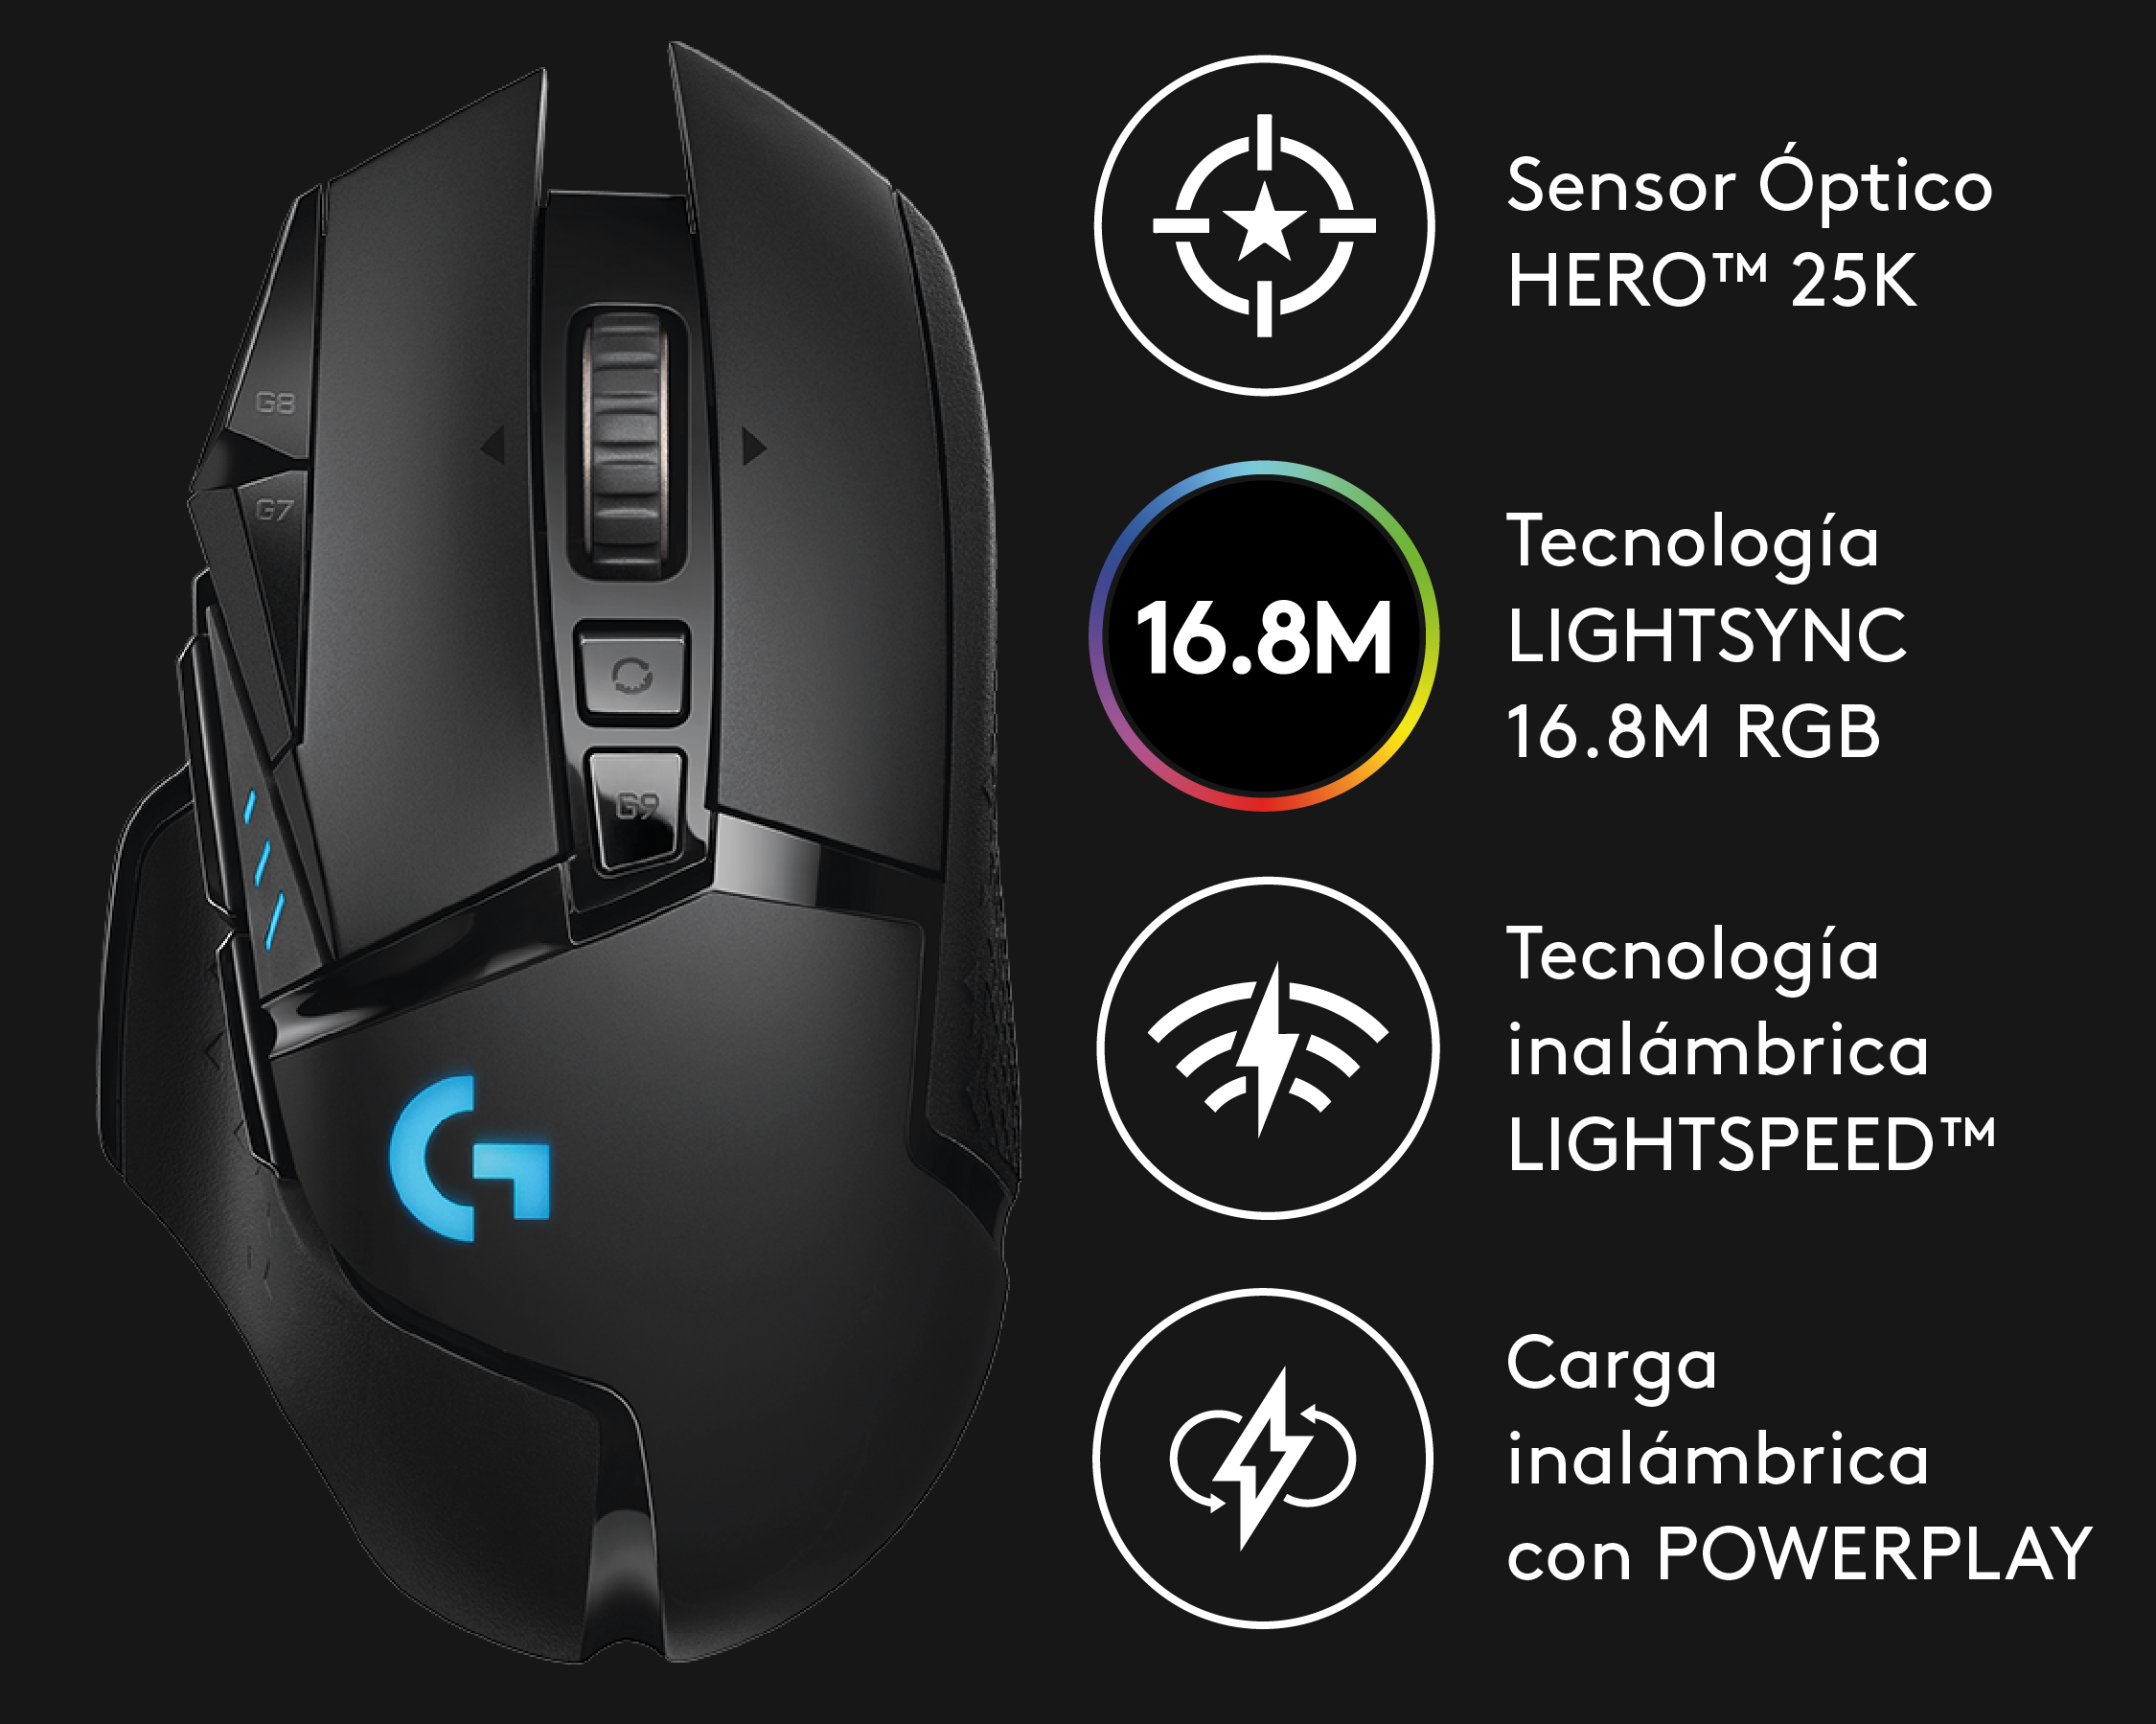 G8
G7
G9
G
Sensor Óptico
HERO™ 25K
16.8M
Tecnología
LIGHTSYNC
16.8M RGB
Tecnología
inalámbrica
LIGHTSPEED™
Carga
inalámbrica
con POWERPLAY